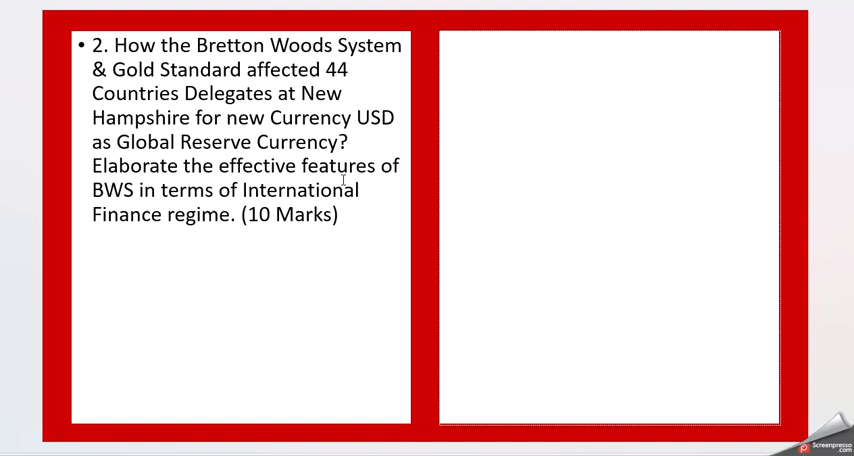 • 2. How the Bretton Woods System
& Gold Standard affected 44
Countries Delegates at New
Hampshire for new Currency USD
as Global Reserve Currency?
Elaborate the effective features of
BWS in terms of International
Finance regime. (10 Marks)
Screenpresso
.com